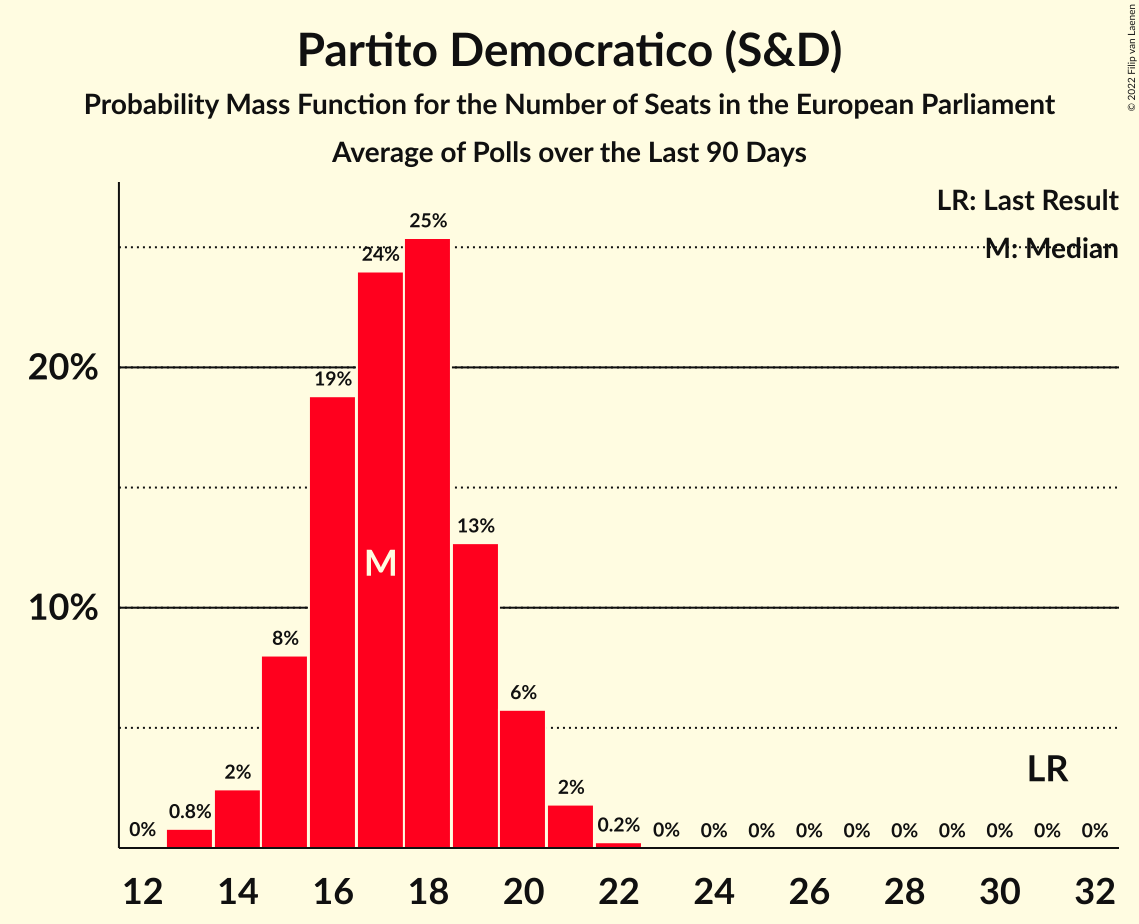 © 2022 Filip van Laenen
Partito Democratico (S&D)
Probability Mass Function for the Number of Seats in the European Parliament
Average of Polls over the Last 90 Days
LR: Last Result
M: Median
20%
10%
0%
0.8%
2%
8%
19%
24%
25%
13%
6%
2%
0.2%
0%
0%
0%
0%
0%
0%
0%
0%
0%
0%
M
LR
12 14 16 18 20 22 24 26 28 30 32